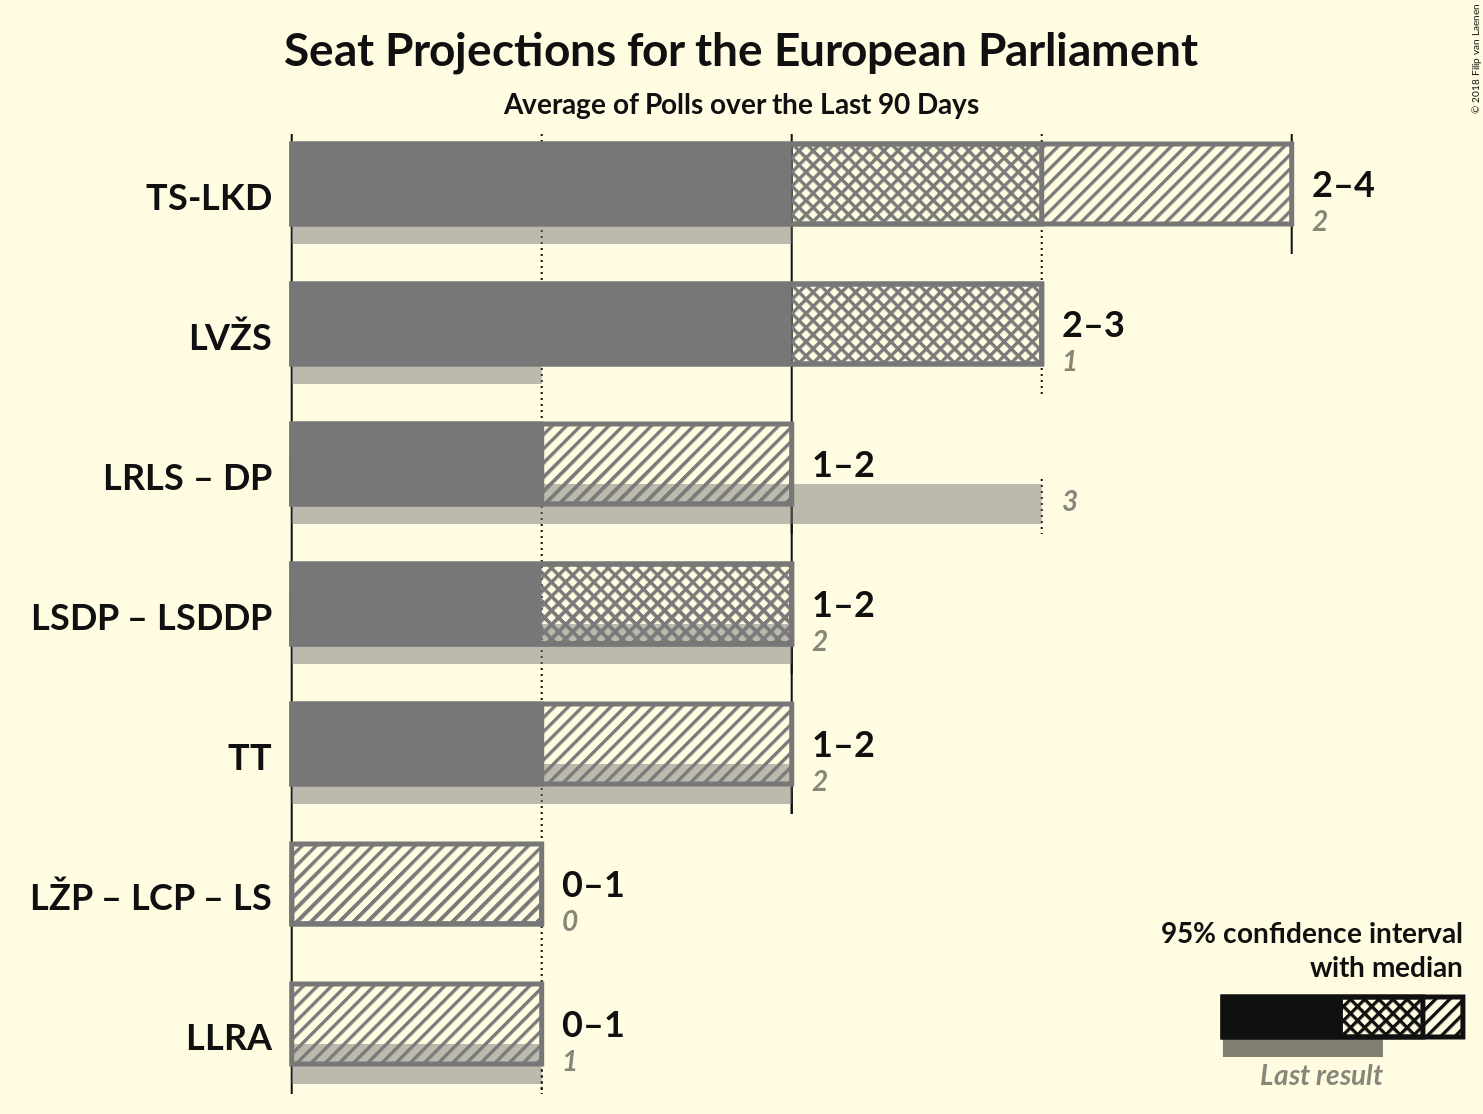 Seat Projections for the European Parliament
Average of Polls over the Last 90 Days
© 2018 Filip van Laenen
TS-LKD
2–4
2
LVŽS
2–3
1
LRLS – DP
1–2
3
LSDP – LSDDP
1–2
2
TT
1–2
2
LŽP – LCP – LS
0–1
0
LLRA
0–1
1
95% confidence interval
with median
Last result